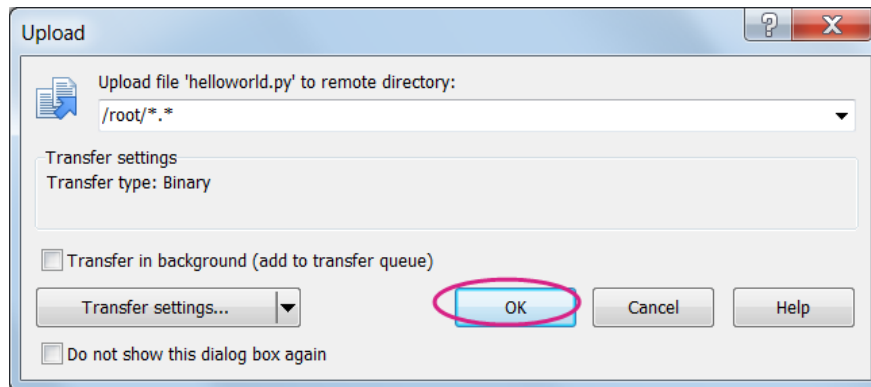 Upload
Upload file 'helloworld.py' to remote directory:
/root/*.*
Transfer settings
Transfer type: Binary
Transfer in background (add to transfer queue)
Transfer settings... OK Cancel Help
Do not show this dialog box again